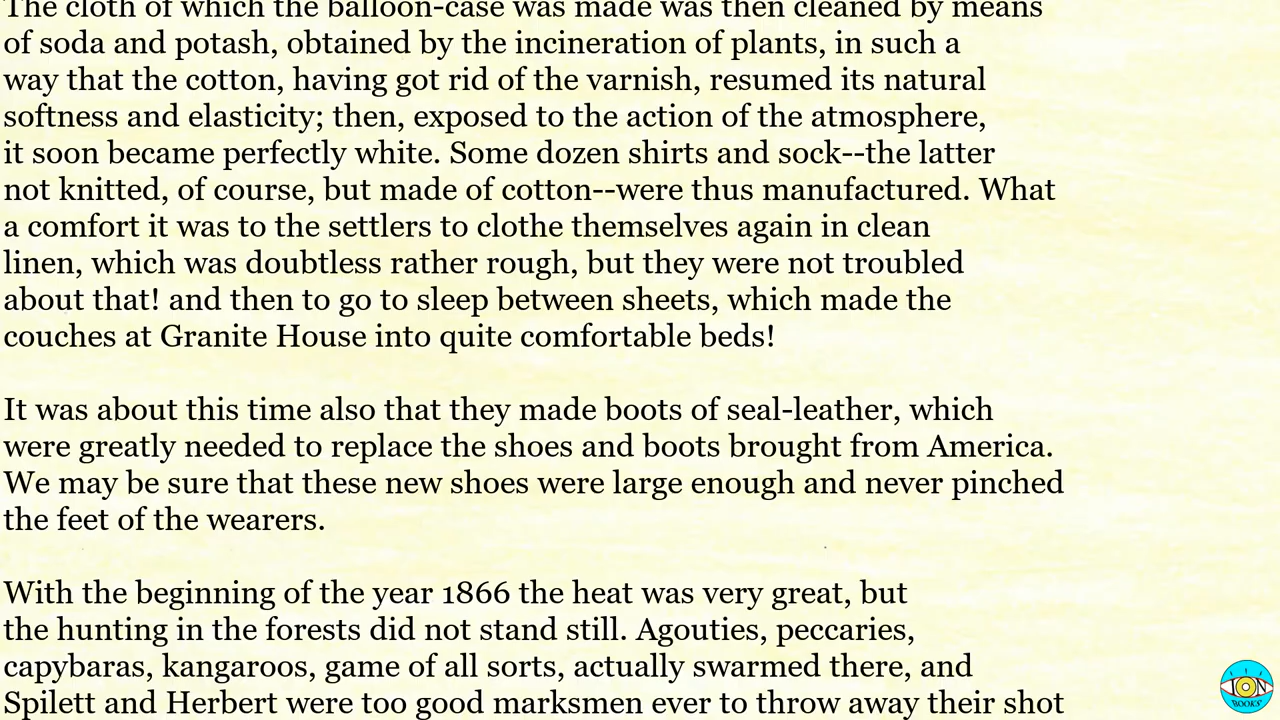 The cloth of which the balloon-case was made was then cleaned by means
of soda and potash, obtained by the incineration of plants, in such a
way that the cotton, having got rid of the varnish, resumed its natural
softness and elasticity; then, exposed to the action of the atmosphere,
it soon became perfectly white. Some dozen shirts and sock--the latter
not knitted, of course, but made of cotton--were thus manufactured. What
a comfort it was to the settlers to clothe themselves again in clean
linen, which was doubtless rather rough, but they were not troubled
about that! and then to go to sleep between sheets, which made the
couches at Granite House into quite comfortable beds!
It was about this time also that they made boots of seal-leather, which
were greatly needed to replace the shoes and boots brought from America.
We may be sure that these new shoes were large enough and never pinched
the feet of the wearers.
With the beginning of the year 1866 the heat was very great, but
the hunting in the forests did not stand still. Agouties, peccaries,
capybaras, kangaroos, game of all sorts, actually swarmed there, and
Spilett and Herbert were too good marksmen ever to throw away their shot
ION
BOOKS